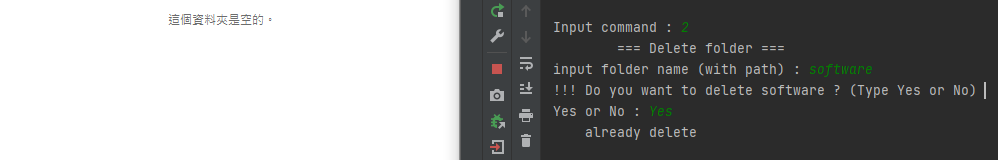 這個資料夾是空的。
Input command : 2
=== Delete folder ===
input folder name (with path) : software
!!! Do you want to delete software ? (Type Yes or No)
Yes or No : Yes
already delete